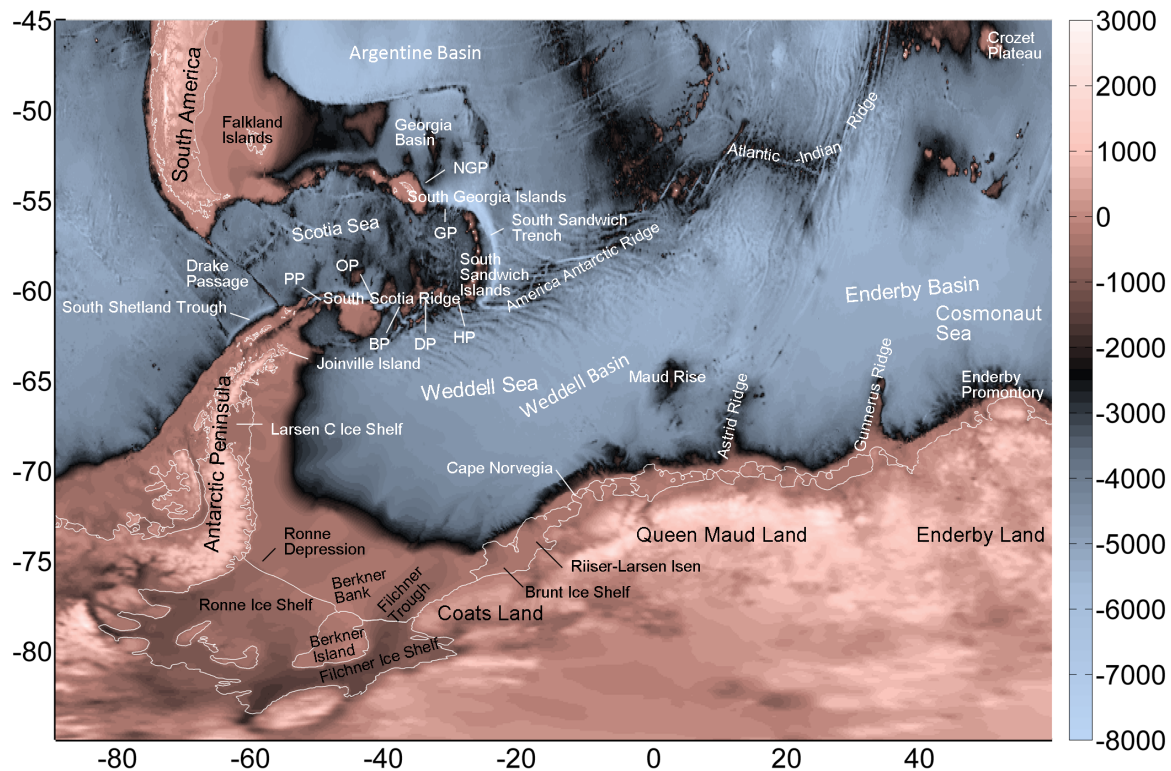 -45
-50
-55
-60
-65
-70
-75
-80
-80
-60
-40
-20
0
20
40
3000
2000
1000
0
-1000
-2000
-3000
-4000
-5000
-6000
-7000
-8000
Argentine Basin
Crozet
Plateau
South America
Falkland
Islands
Georgia
Basin
NGP
Atlantic -Indian Ridge
South Georgia Islands
Scotia Sea
GP
South Sandwich
Trench
South
Sandwich
Islands
America Antarctic Ridge
Drake
Passage
PP
OP
South Scotia Ridge
South Shetland Trough
BP
DP
HP
Joinville Island
Enderby Basin
Cosmonaut
Sea
Weddell Sea
Weddell Basin
Maud Rise
Astrid Ridge
Gunnerus Ridge
Enderby
Promontory
Antarctic Peninsula
Larsen C Ice Shelf
Cape Norvegia
Ronne
Depression
Queen Maud Land
Enderby Land
Riiser-Larsen Isen
Brunt Ice Shelf
Berkner
Bank
Filchner
Trough
Ronne Ice Shelf
Coats Land
Berkner
Island
Filchner Ice Shelf